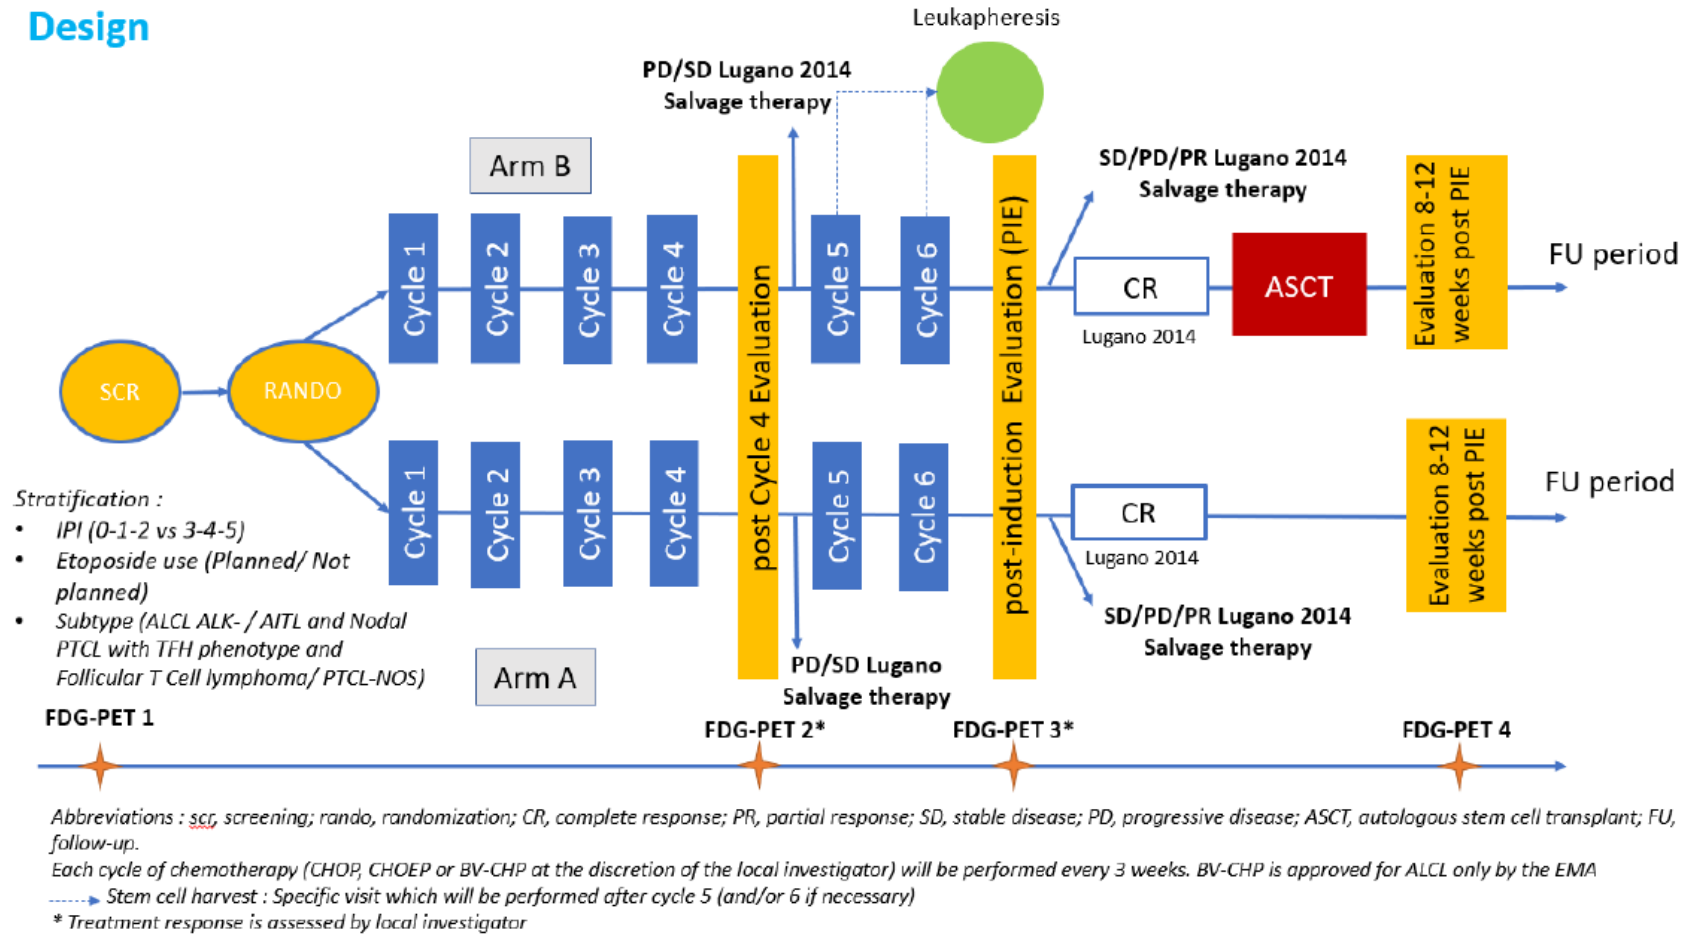 Design
Leukapheresis
PD/SD Lugano 2014
Salvage therapy
Arm B
SD/PD/PR Lugano 2014
Salvage therapy
Cycle 1
Cycle 2
Cycle 3
Cycle 4
post Cycle 4 Evaluation
Cycle 5
Cycle 6
post-induction Evaluation (PIE)
CR
Lugano 2014
ASCT
Evaluation 8-12
weeks post PIE
FU period
SCR
RANDO
Cycle 1
Cycle 2
Cycle 3
Cycle 4
Cycle 5
Cycle 6
CR
Lugano 2014
Evaluation 8-12
weeks post PIE
FU period
Stratification :
• IPI (0-1-2 vs 3-4-5)
• Etoposide use (Planned/ Not
planned)
• Subtype (ALCL ALK- / AITL and Nodal
PTCL with TFH phenotype and
Follicular T Cell lymphoma/ PTCL-NOS)
Arm A
PD/SD Lugano
Salvage therapy
SD/PD/PR Lugano 2014
Salvage therapy
FDG-PET 1
FDG-PET 2*
FDG-PET 3*
FDG-PET 4
Abbreviations : scr, screening; rando, randomization; CR, complete response; PR, partial response; SD, stable disease; PD, progressive disease; ASCT, autologous stem cell transplant; FU,
follow-up.
Each cycle of chemotherapy (CHOP, CHOEP or BV-CHP at the discretion of the local investigator) will be performed every 3 weeks. BV-CHP is approved for ALCL only by the EMA
Stem cell harvest : Specific visit which will be performed after cycle 5 (and/or 6 if necessary)
* Treatment response is assessed by local investigator